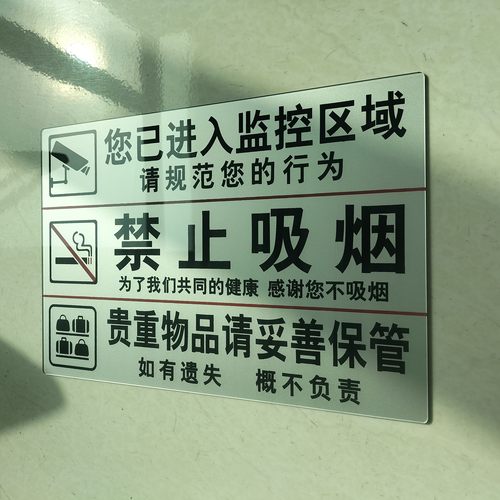 您已进入监控区域
请规范您的行为
禁止吸烟
为了我们共同的健康 感谢您不吸烟
贵重物品请妥善保管
如有遗失 概不负责